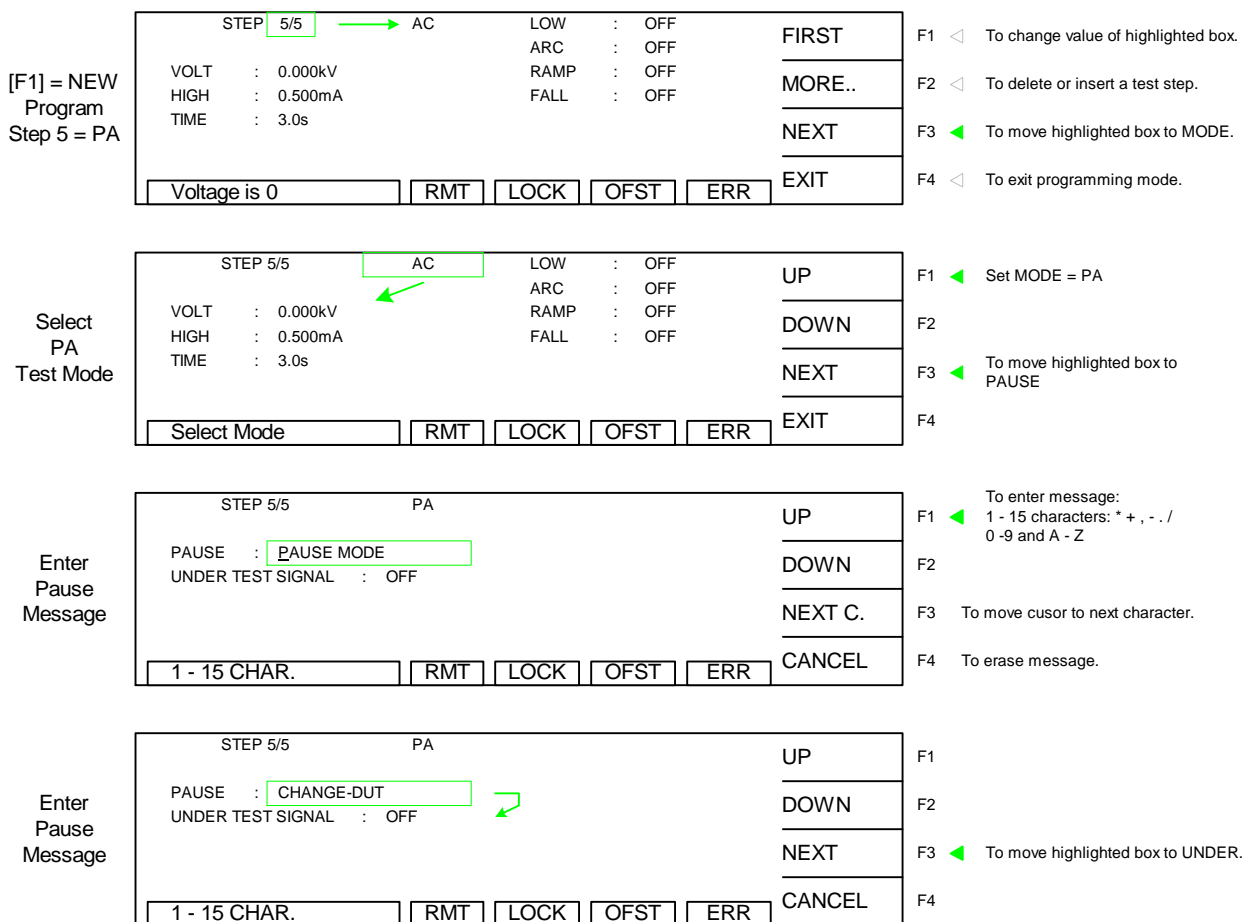 [F1] = NEW
Program
Step 5 = PA
STEP 5/5 AC LOW : OFF
ARC : OFF
VOLT : 0.000kV RAMP : OFF
HIGH : 0.500mA FALL : OFF
TIME : 3.0s
Voltage is 0 RMT LOCK OFST ERR
FIRST F1 To change value of highlighted box.
MORE.. F2 To delete or insert a test step.
NEXT F3 To move highlighted box to MODE.
EXIT F4 To exit programming mode.
Select
PA
Test Mode
STEP 5/5 AC LOW : OFF
ARC : OFF
VOLT : 0.000kV RAMP : OFF
HIGH : 0.500mA FALL : OFF
TIME : 3.0s
Select Mode RMT LOCK OFST ERR
UP F1 Set MODE = PA
DOWN F2
NEXT F3 To move highlighted box to
PAUSE
EXIT F4
Enter
Pause
Message
STEP 5/5 PA
PAUSE : PAUSE MODE
UNDER TEST SIGNAL : OFF
1 - 15 CHAR. RMT LOCK OFST ERR
UP F1 To enter message:
1 - 15 characters: * + , - . /
0 -9 and A - Z
DOWN F2
NEXT C. F3 To move cusor to next character.
CANCEL F4 To erase message.
Enter
Pause
Message
STEP 5/5 PA
PAUSE : CHANGE-DUT
UNDER TEST SIGNAL : OFF
1 - 15 CHAR. RMT LOCK OFST ERR
UP F1
DOWN F2
NEXT F3 To move highlighted box to UNDER.
CANCEL F4